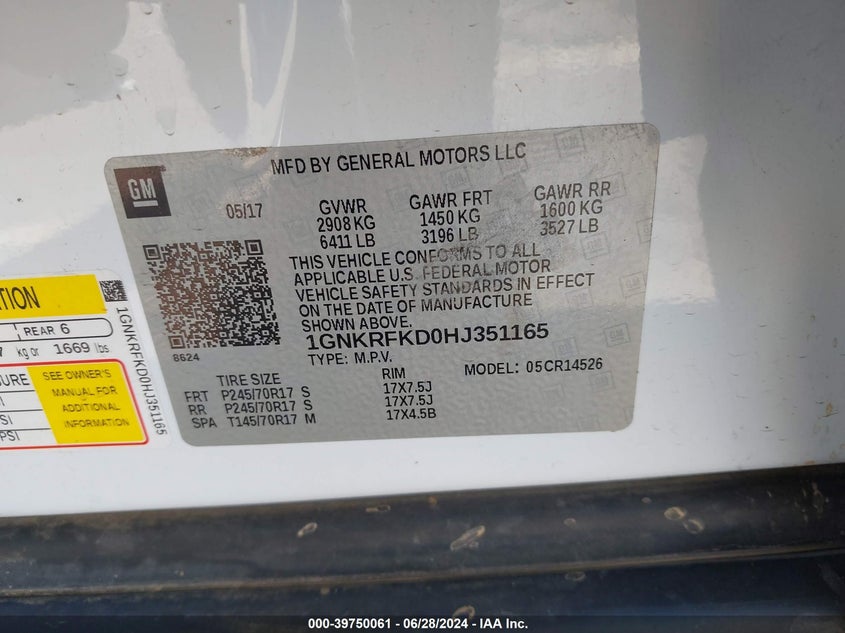 MFD BY GENERAL MOTORS LLC
GM
05/17
GVWR GAWR FRT GAWR RR
2908 KG 1450 KG 1600 KG
6411 LB 3196 LB 3527 LB
THIS VEHICLE CONFORMS TO ALL
APPLICABLE U.S. FEDERAL MOTOR
VEHICLE SAFETY STANDARDS IN EFFECT
ON THE DATE OF MANUFACTURE
SHOWN ABOVE.
8624
1GNKRFKD0HJ351165
TYPE: M.P.V. MODEL: 05CR14526
TIRE SIZE RIM
FRT P245/70R17 S 17X7.5J
RR P245/70R17 S 17X7.5J
SPA T145/70R17 M 17X4.5B
REAR 6
kg or 1669 lbs
SEE OWNER'S
MANUAL FOR
ADDITIONAL
INFORMATION
PSI
1GNKRFKD0HJ351165
000-39750061 - 06/28/2024 - IAA Inc.